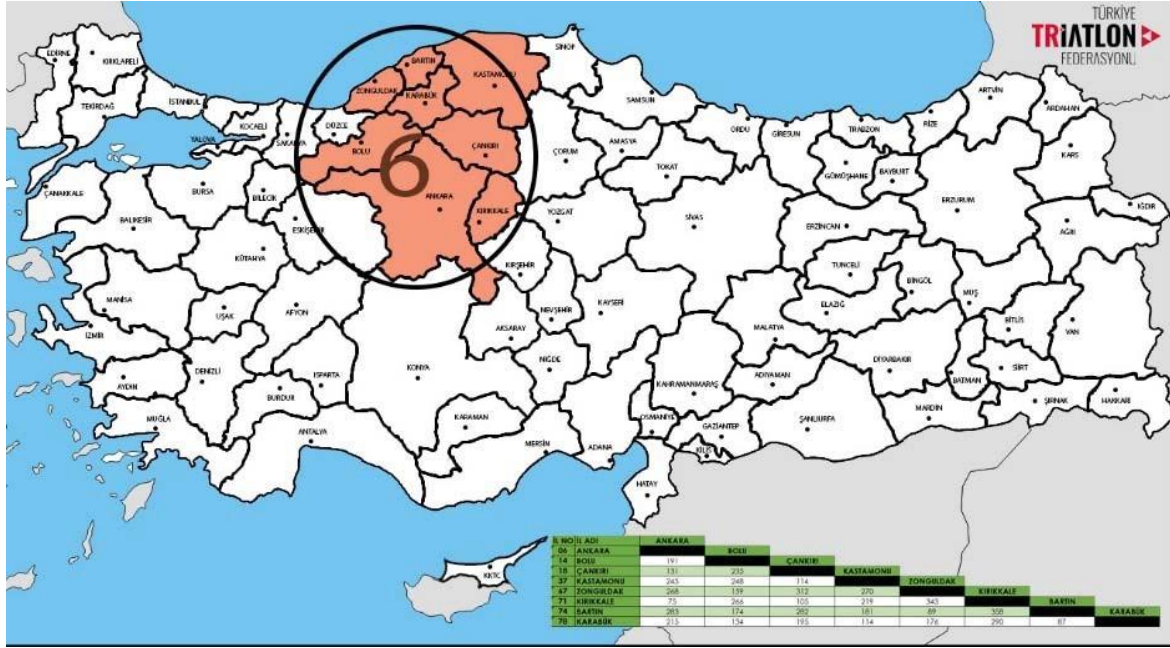 TÜRKİYE
TRİATLON
FEDERASYONU
EDİRNE
KIRKLARELİ
TEKİRDAĞ
İSTANBUL
KOCAELİ
YALOVA
SAKARYA
DÜZCE
ZONGULDAK
BARTIN
KARABÜK
KASTAMONU
SİNOP
SAMSUN
ORDU
GİRESUN
TRABZON
RİZE
ARTVİN
ARDAHAN
KARS
IĞDIR
AĞRI
BOLU
6
ÇANKIRI
ÇORUM
AMASYA
TOKAT
GÜMÜŞHANE
BAYBURT
ERZURUM
ERZİNCAN
ÇANAKKALE
BALIKESİR
BURSA
BİLECİK
ESKİŞEHİR
ANKARA
KIRIKKALE
YOZGAT
SİVAS
TUNCELİ
BİNGÖL
MUŞ
KÜTAHYA
MANİSA
UŞAK
AFYON
KIRŞEHİR
NEVŞEHİR
KAYSERİ
AKSARAY
MALATYA
ELAZIĞ
BİTLİS
VAN
İZMİR
AYDIN
DENİZLİ
ISPARTA
BURDUR
KONYA
NİĞDE
KAHRAMANMARAŞ
ADIYAMAN
DİYARBAKIR
BATMAN
SİİRT
ŞIRNAK
HAKKARİ
MUĞLA
ANTALYA
KARAMAN
MERSİN
ADANA
OSMANİYE
GAZİANTEP
KİLİS
ŞANLIURFA
MARDİN
HATAY
KKTC
İL NO İL ADI ANKARA
06 ANKARA BOLU
14 BOLU 191 ÇANKIRI
18 ÇANKIRI 131 235 KASTAMONU
37 KASTAMONU 245 248 114 ZONGULDAK
67 ZONGULDAK 268 159 312 270 KIRIKKALE
71 KIRIKKALE 75 266 105 219 343 BARTIN
74 BARTIN 283 174 282 181 89 358 KARABÜK
78 KARABÜK 215 134 195 114 176 290 87